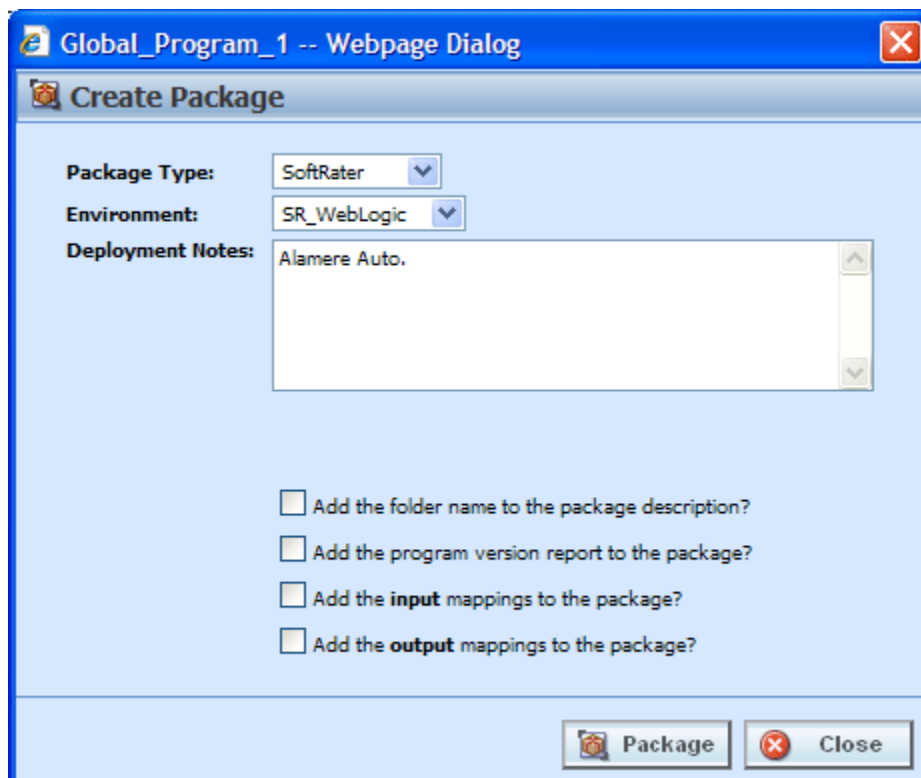 Global_Program_1 -- Webpage Dialog
Create Package
Package Type: SoftRater
Environment: SR_WebLogic
Deployment Notes: Alamere Auto.
Add the folder name to the package description?
Add the program version report to the package?
Add the input mappings to the package?
Add the output mappings to the package?
Package Close